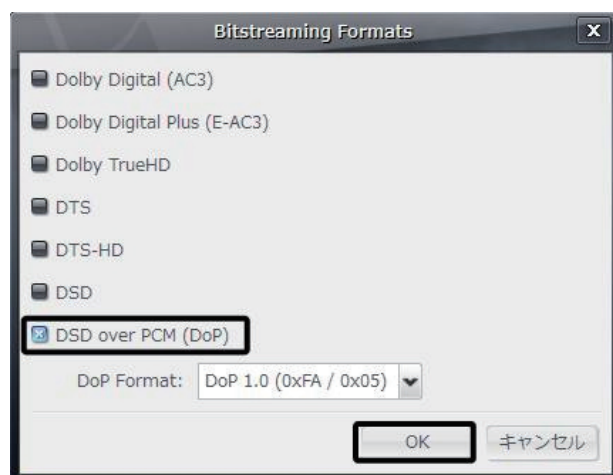 Bitstreaming Formats
Dolby Digital (AC3)
Dolby Digital Plus (E-AC3)
Dolby TrueHD
DTS
DTS-HD
DSD
DSD over PCM (DoP)
DoP Format: DoP 1.0 (0xFA / 0x05)
OK キャンセル